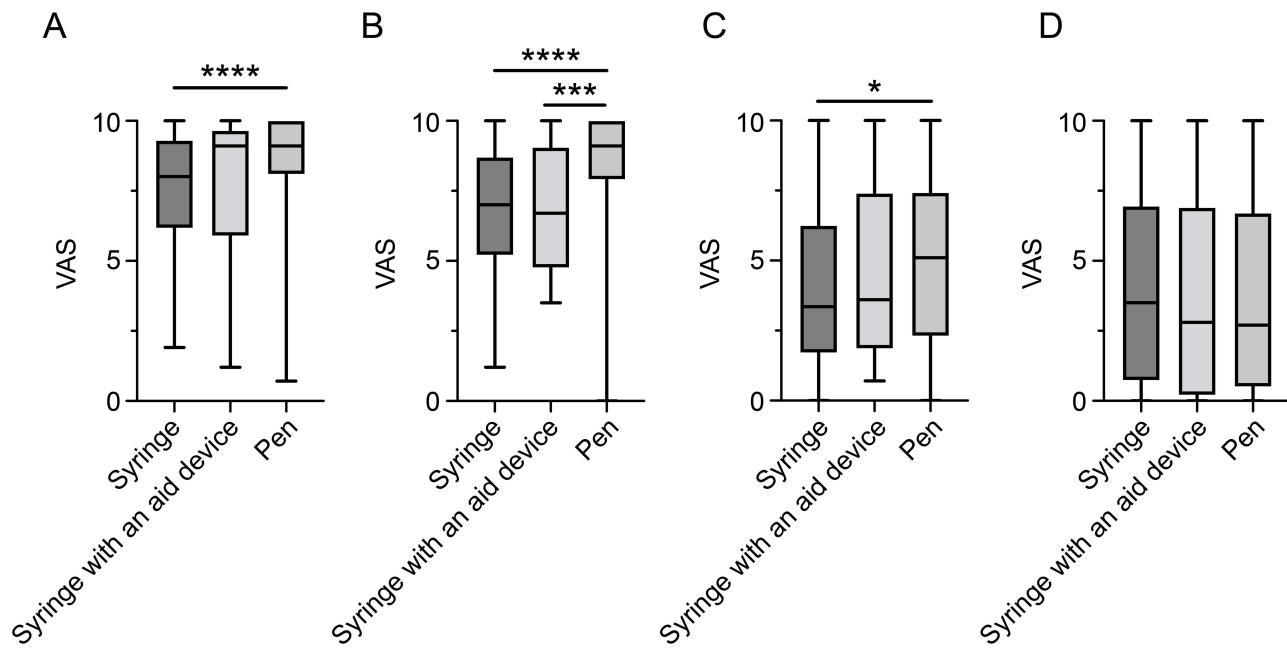 A
B
C
D
****
****
***
*
10
5
0
VAS
Syringe
Syringe with an aid device
Pen
10
5
0
VAS
Syringe
Syringe with an aid device
Pen
10
5
0
VAS
Syringe
Syringe with an aid device
Pen
10
5
0
VAS
Syringe
Syringe with an aid device
Pen